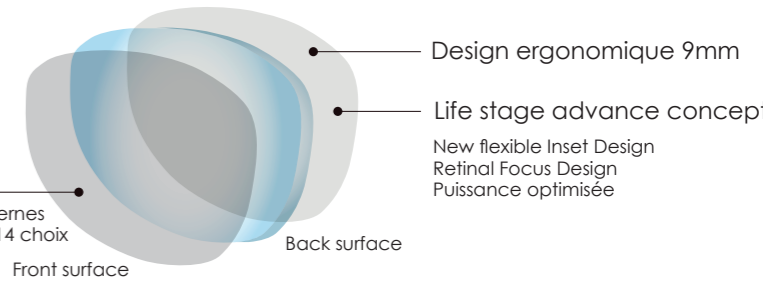 Design ergonomique 9mm
Life stage advance concept
New flexible Inset Design
Retinal Focus Design
Puissance optimisée
ernes
14 choix
Back surface
Front surface